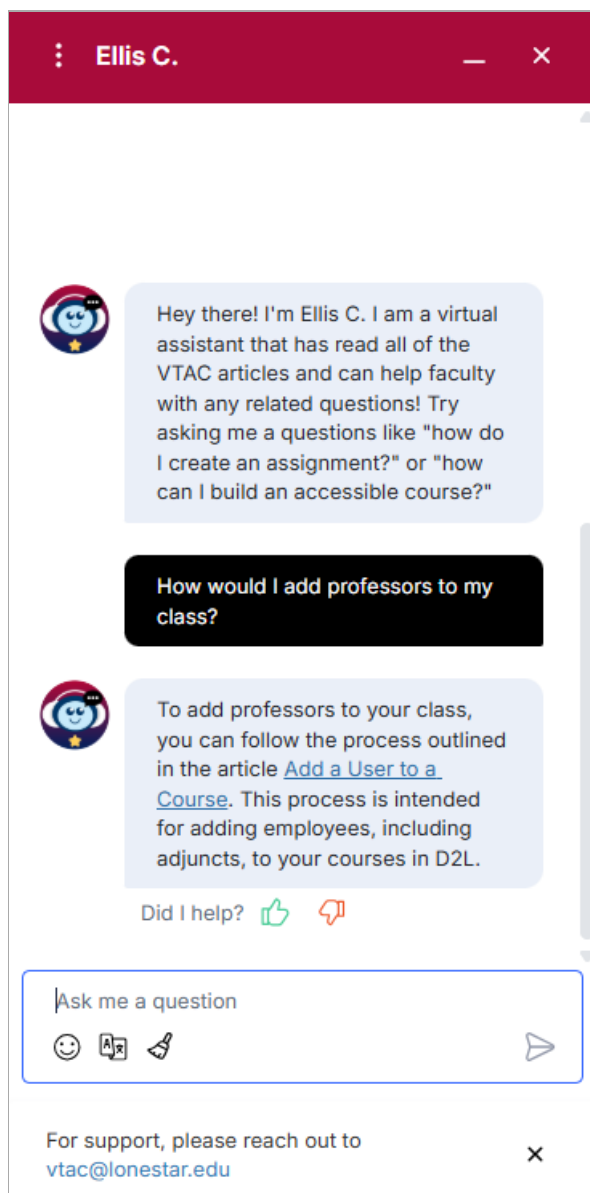 Ellis C.
Hey there! I'm Ellis C. I am a virtual
assistant that has read all of the
VTAC articles and can help faculty
with any related questions! Try
asking me a questions like "how do
I create an assignment?" or "how
can I build an accessible course?"
How would I add professors to my
class?
To add professors to your class,
you can follow the process outlined
in the article Add a User to a
Course. This process is intended
for adding employees, including
adjuncts, to your courses in D2L.
Did I help?
Ask me a question
For support, please reach out to
vtac@lonestar.edu